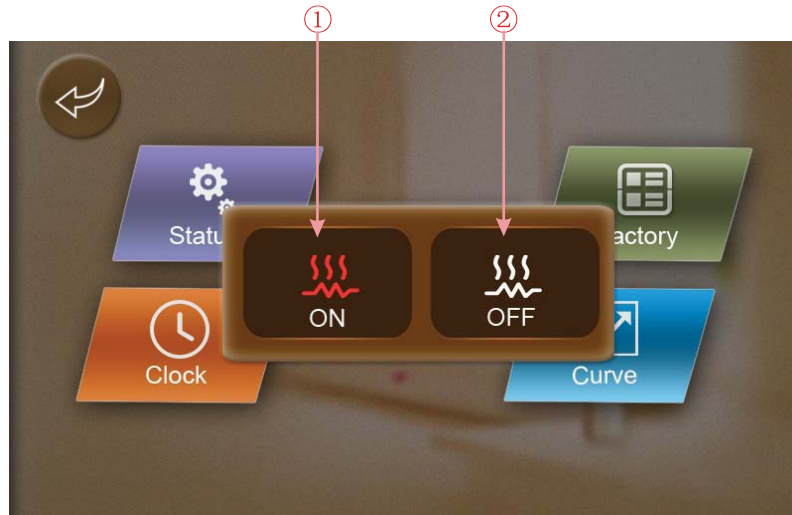 ① ②
Statu
actory
ON OFF
Clock Curve